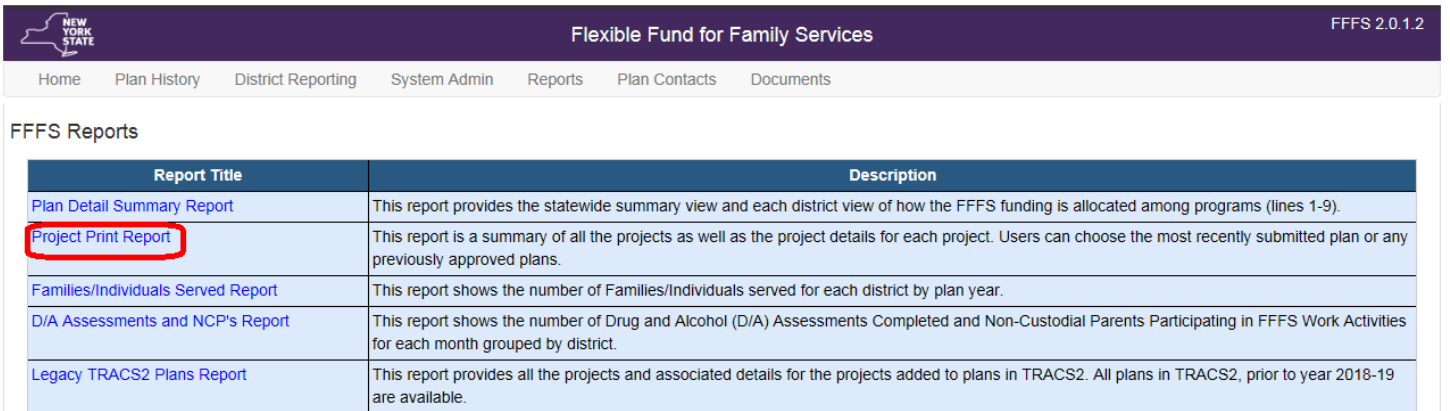 NEW
YORK
STATE
Flexible Fund for Family Services
FFFS 2.0.1.2
Home Plan History District Reporting System Admin Reports Plan Contacts Documents
FFFS Reports
Report Title Description
Plan Detail Summary Report This report provides the statewide summary view and each district view of how the FFFS funding is allocated among programs (lines 1-9).
Project Print Report This report is a summary of all the projects as well as the project details for each project. Users can choose the most recently submitted plan or any
previously approved plans.
Families/Individuals Served Report This report shows the number of Families/Individuals served for each district by plan year.
D/A Assessments and NCP's Report This report shows the number of Drug and Alcohol (D/A) Assessments Completed and Non-Custodial Parents Participating in FFFS Work Activities
for each month grouped by district.
Legacy TRACS2 Plans Report This report provides all the projects and associated details for the projects added to plans in TRACS2. All plans in TRACS2, prior to year 2018-19
are available.